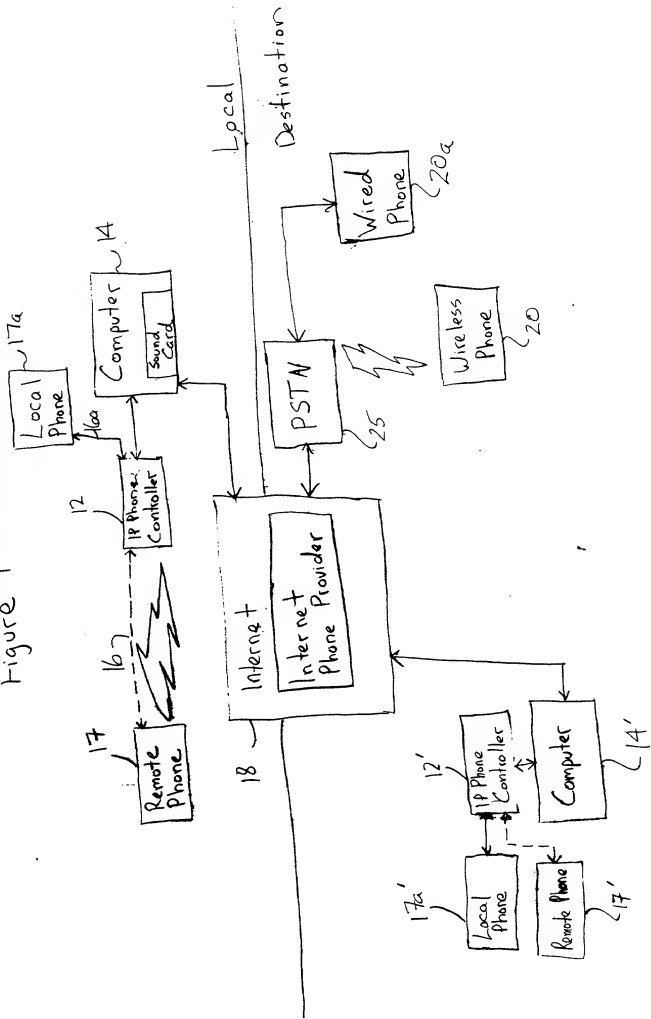 Figure 1
Local
Phone
17a
16a
Computer
Sound
Card
14
12
IP Phone
Controller
16
17
Remote
Phone
Local
Destination
Internet
Internet
Phone Provider
18
PSTN
25
Wired
Phone
20a
Wireless
Phone
20
12'
IP Phone
Controller
Computer
14'
17a'
Local
Phone
Remote Phone
17'